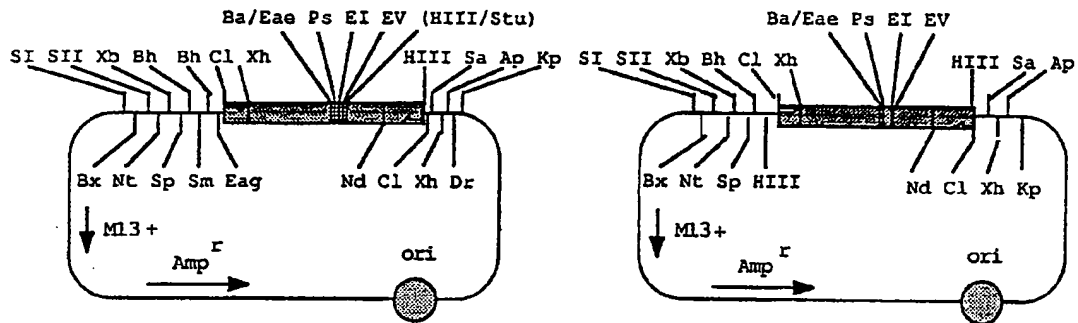 Ba/Eae Ps EI EV (HIII/Stu)
SI SII Xb Bh Bh Cl Xh HIII Sa Ap Kp
Bx Nt Sp Sm Eag Nd Cl Xh Dr
M13+
Amp r
ori
Ba/Eae Ps EI EV
SI SII Xb Bh Cl Xh HIII Sa Ap
Bx Nt Sp HIII Nd Cl Xh Kp
M13+
Amp r
ori